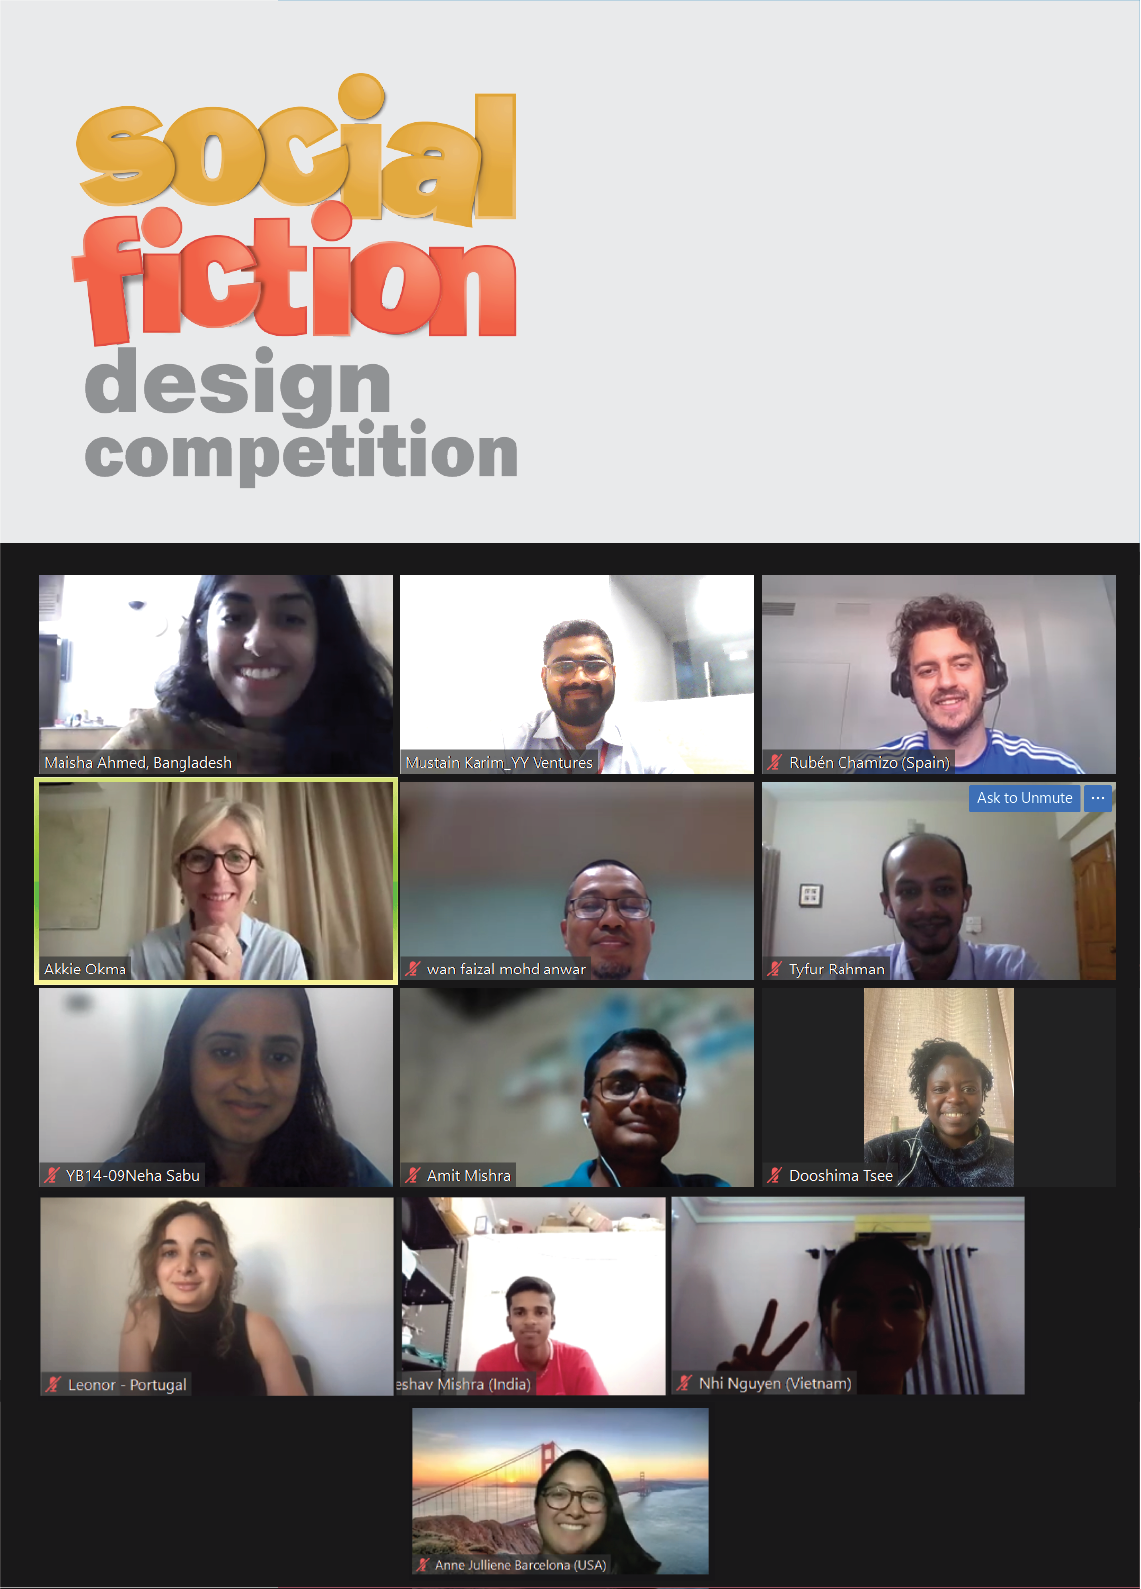 social
fiction
design
competition
Maisha Ahmed, Bangladesh
Mustain Karim_YY Ventures
Rubén Chamizo (Spain)
Akkie Okma
wan faizal mohd anwar
Ask to Unmute
Tyfur Rahman
YB14-09Neha Sabu
Amit Mishra
Dooshima Tsee
Leonor - Portugal
eshav Mishra (India)
Nhi Nguyen (Vietnam)
Anne Julliene Barcelona (USA)